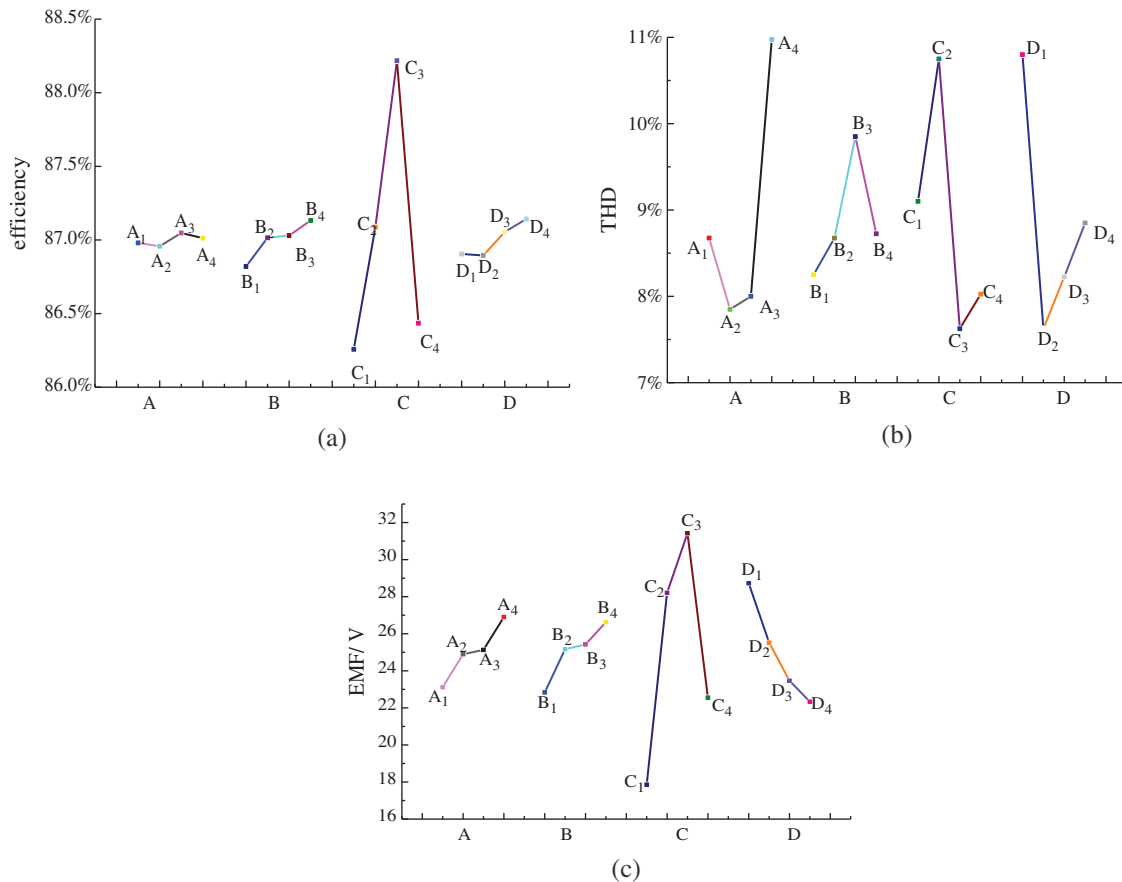 88.5%
88.0%
87.5%
87.0%
86.5%
86.0%
efficiency
A1
A2
A3
A4
B1
B2
B3
B4
C1
C2
C3
C4
D1
D2
D3
D4
A B C D
(a)
11%
10%
9%
8%
7%
THD
A1
A2
A3
A4
B1
B2
B3
B4
C1
C2
C3
C4
D1
D2
D3
D4
A B C D
(b)
32
30
28
26
24
22
20
18
16
EMF/ V
A1
A2
A3
A4
B1
B2
B3
B4
C1
C2
C3
C4
D1
D2
D3
D4
A B C D
(c)